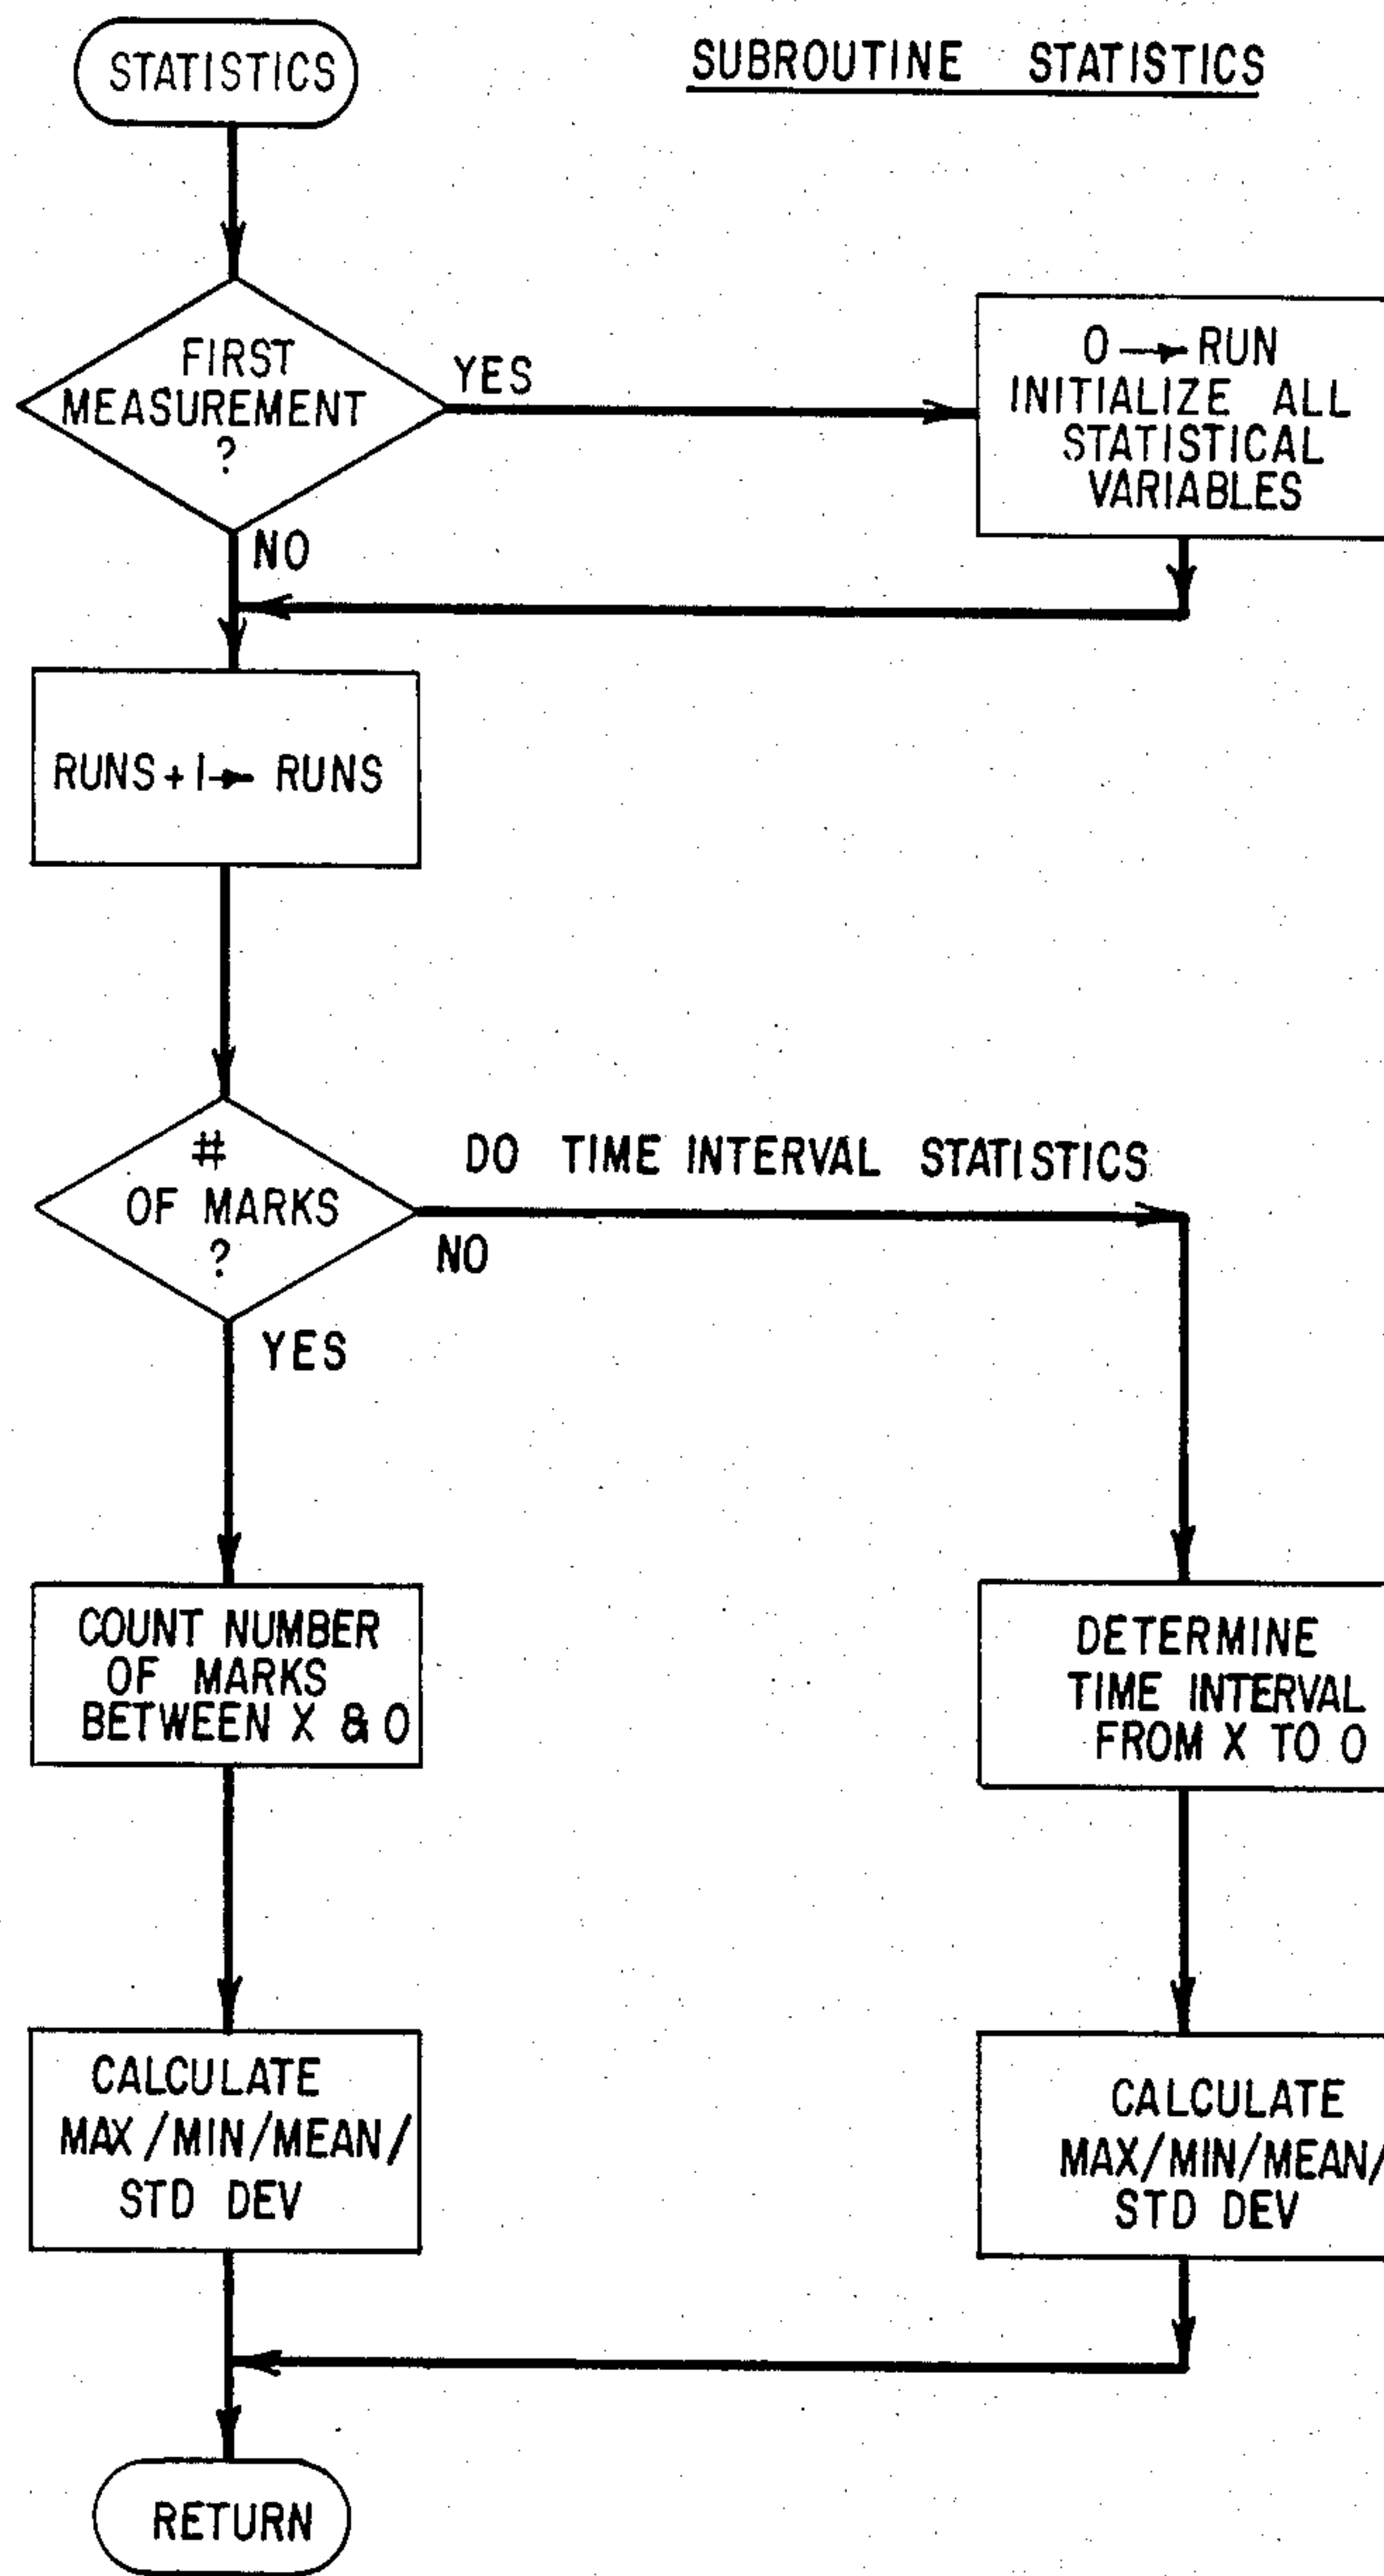 STATISTICS
SUBROUTINE STATISTICS
FIRST
MEASUREMENT
?
YES
0→RUN
INITIALIZE ALL
STATISTICAL
VARIABLES
NO
RUNS+1→ RUNS
#
OF MARKS
?
DO TIME INTERVAL STATISTICS
NO
YES
COUNT NUMBER
OF MARKS
BETWEEN X & O
DETERMINE
TIME INTERVAL
FROM X TO O
CALCULATE
MAX/MIN/MEAN/
STD DEV
CALCULATE
MAX/MIN/MEAN/
STD DEV
RETURN